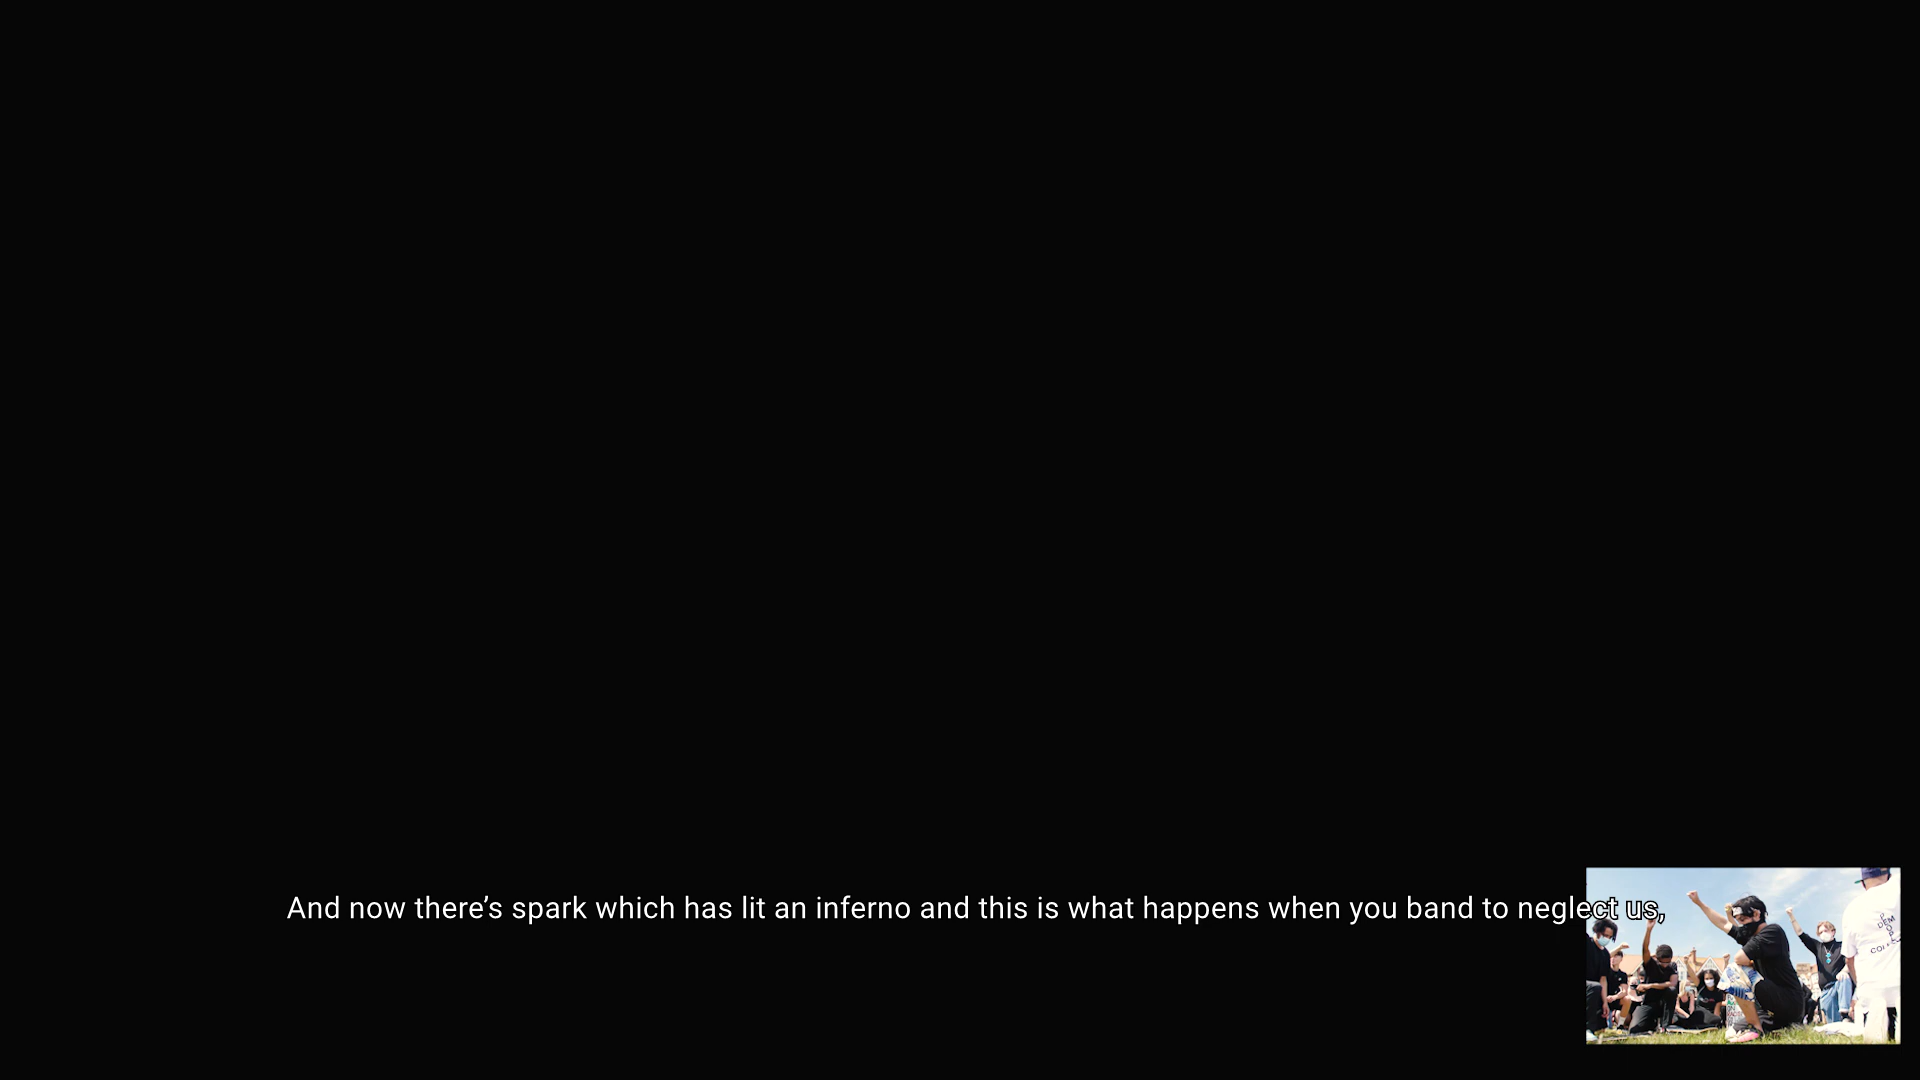 And now there’s spark which has lit an inferno and this is what happens when you band to neglect us,
DEM